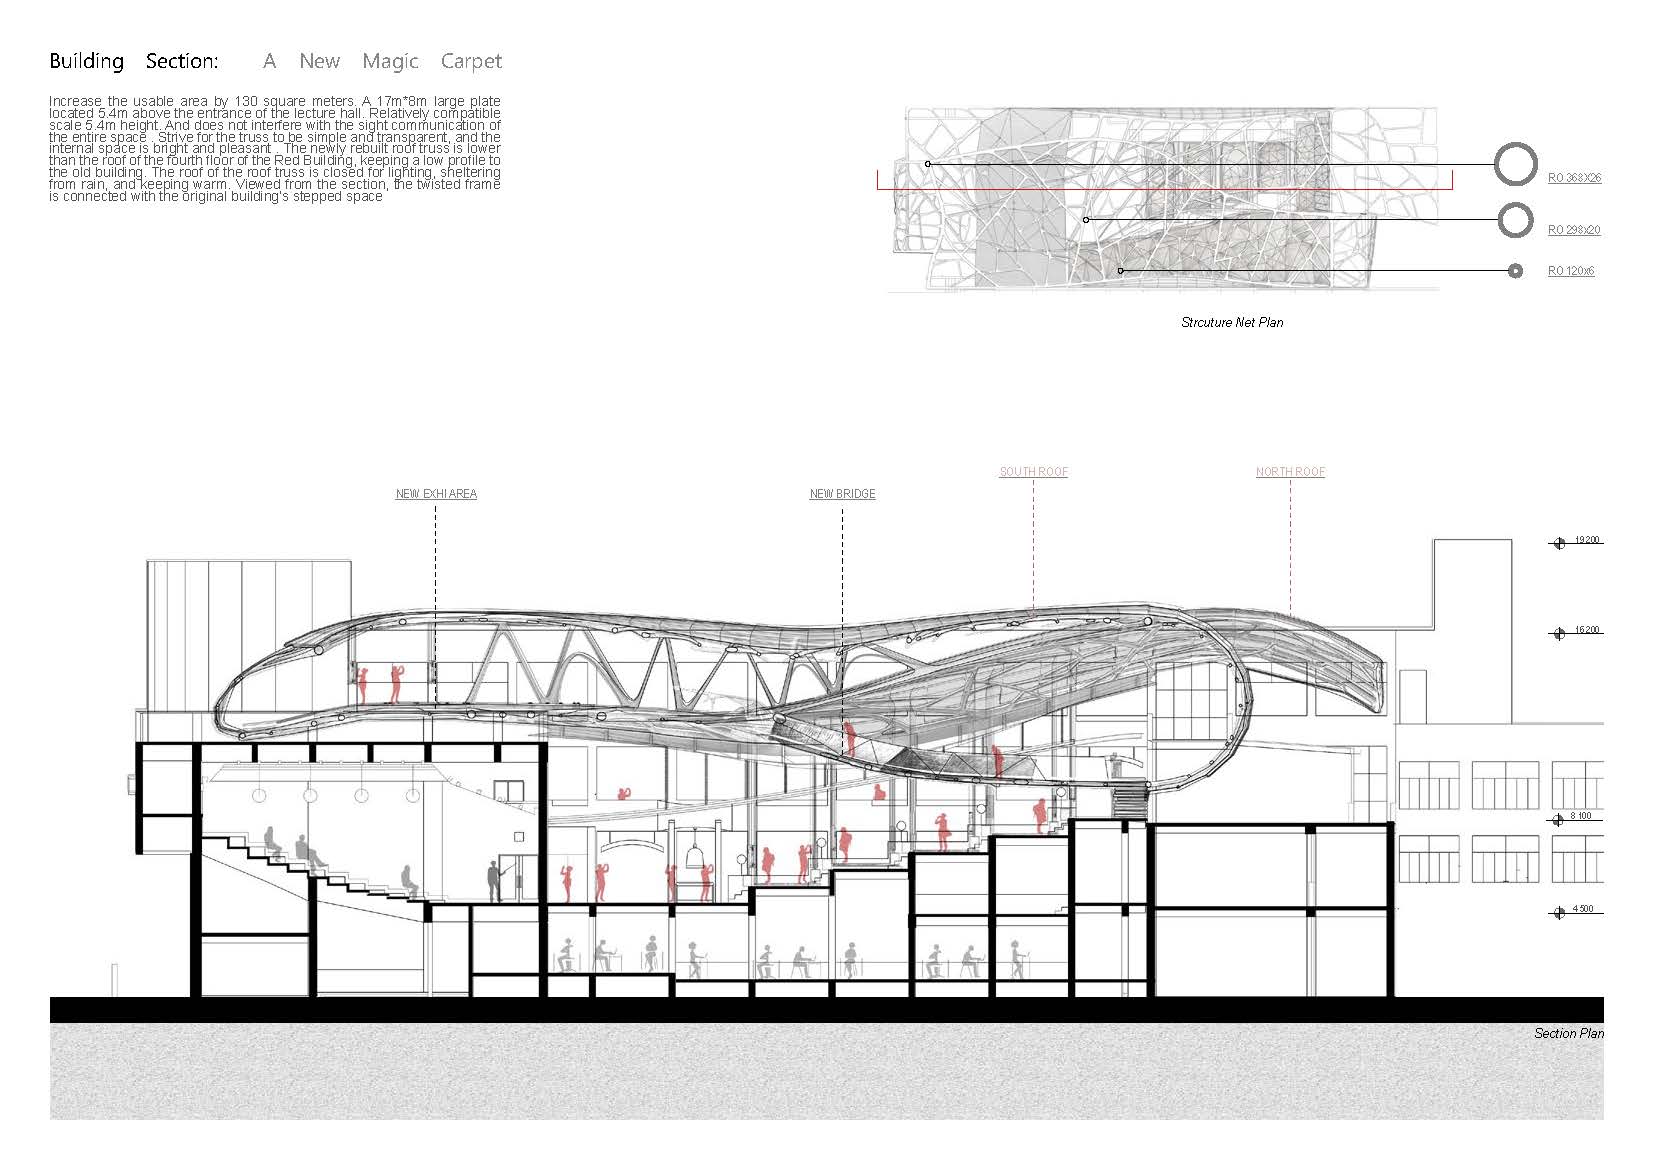 Building Section: A New Magic Carpet
Increase the usable area by 130 square meters. A 17m*8m large plate
located 5.4m above the entrance of the lecture hall. Relatively compatible
scale 5.4m height. And does not interfere with the sight communication of
the entire space . Strive for the truss to be simple and transparent, and the
internal space is bright and pleasant . The newly rebuilt roof truss is lower
than the roof of the fourth floor of the Red Building, keeping a low profile to
the old building. The roof of the roof truss is closed for lighting, sheltering
from rain, and keeping warm. Viewed from the section, the twisted frame
is connected with the original building's stepped space
RO 368X26
RO 298x20
RO 120x6
Strcuture Net Plan
SOUTH ROOF
NORTH ROOF
NEW EXHI AREA
NEW BRIDGE
19 200
16 200
8 100
4 500
Section Plan